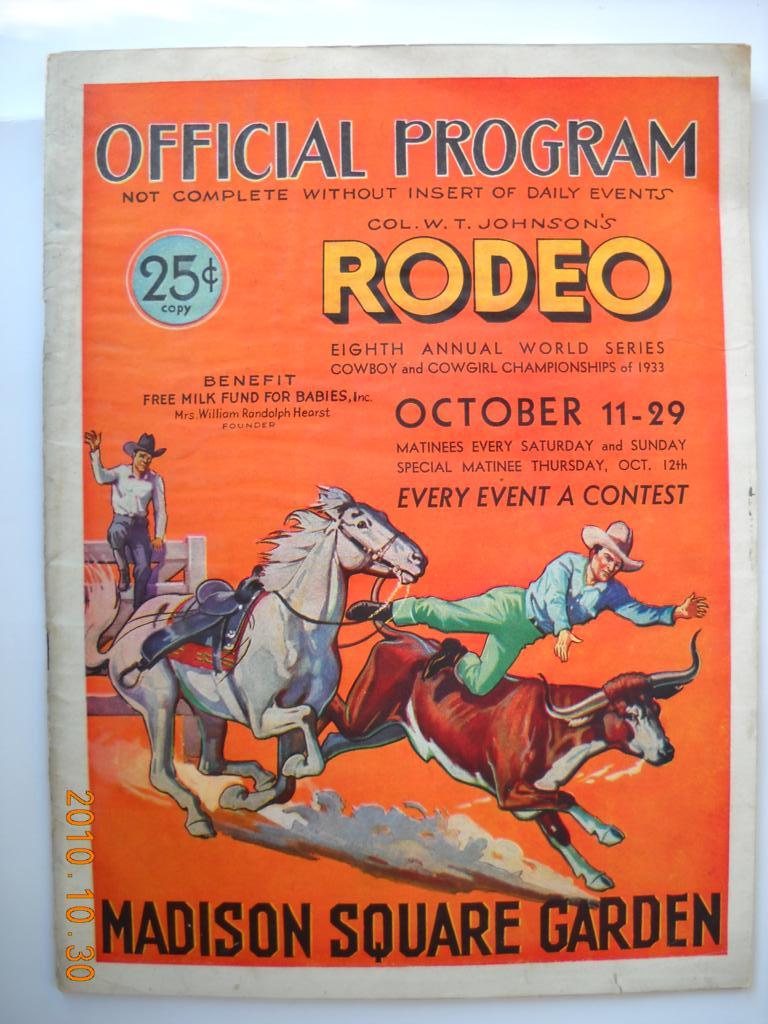 OFFICIAL PROGRAM
NOT COMPLETE WITHOUT INSERT OF DAILY EVENTS
COL. W. T. JOHNSON'S
RODEO
25¢
copy
EIGHTH ANNUAL WORLD SERIES
COWBOY and COWGIRL CHAMPIONSHIPS of 1933
BENEFIT
FREE MILK FUND FOR BABIES, Inc.
Mrs. William Randolph Hearst
FOUNDER
OCTOBER 11-29
MATINEES EVERY SATURDAY and SUNDAY
SPECIAL MATINEE THURSDAY, OCT. 12th
EVERY EVENT A CONTEST
MADISON SQUARE GARDEN
2010.10.30